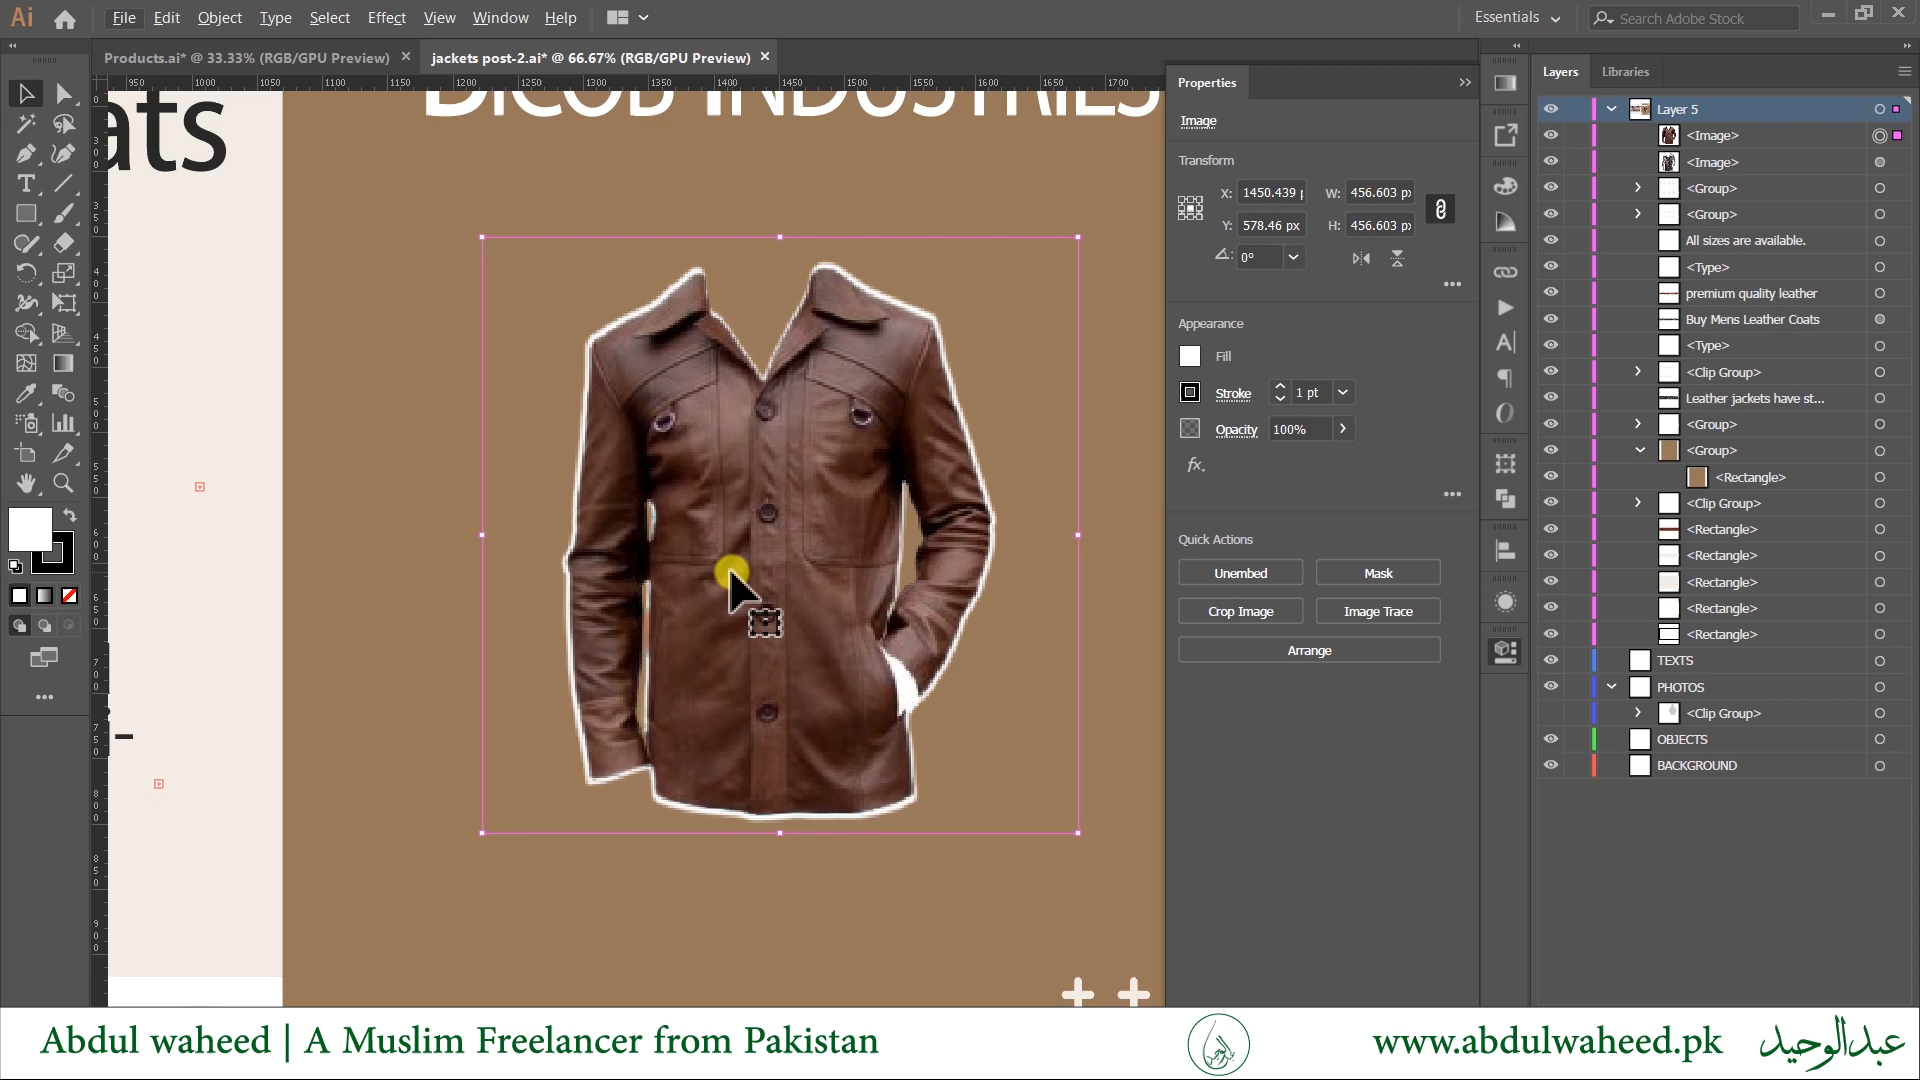 Ai File Edit Object Type Select Effect View Window Help Essentials Search Adobe Stock
Products.ai* @ 33.33% (RGB/GPU Preview) × jackets post-2.ai* @ 66.67% (RGB/GPU Preview) ×
950 1000 1050 1100 1150 1200 1250 1300 1350 1400 1450 1500 1550 1600 1650 1700
ats
BICOB INDUSTRIES
Properties
Image
Transform
X: 1450.439 W: 456.603 px
Y: 578.46 px H: 456.603 px
0°
Appearance
Fill
Stroke 1 pt
Opacity 100%
fx.
Quick Actions
Unembed Mask
Crop Image Image Trace
Arrange
Layers Libraries
Layer 5
<Image>
<Image>
<Group>
<Group>
All sizes are available.
<Type>
premium quality leather
Buy Mens Leather Coats
<Type>
<Clip Group>
Leather jackets have st...
<Group>
<Group>
<Rectangle>
<Clip Group>
<Rectangle>
<Rectangle>
<Rectangle>
<Rectangle>
<Rectangle>
TEXTS
PHOTOS
<Clip Group>
OBJECTS
BACKGROUND
Abdul waheed | A Muslim Freelancer from Pakistan
www.abdulwaheed.pk
عبدالوحید